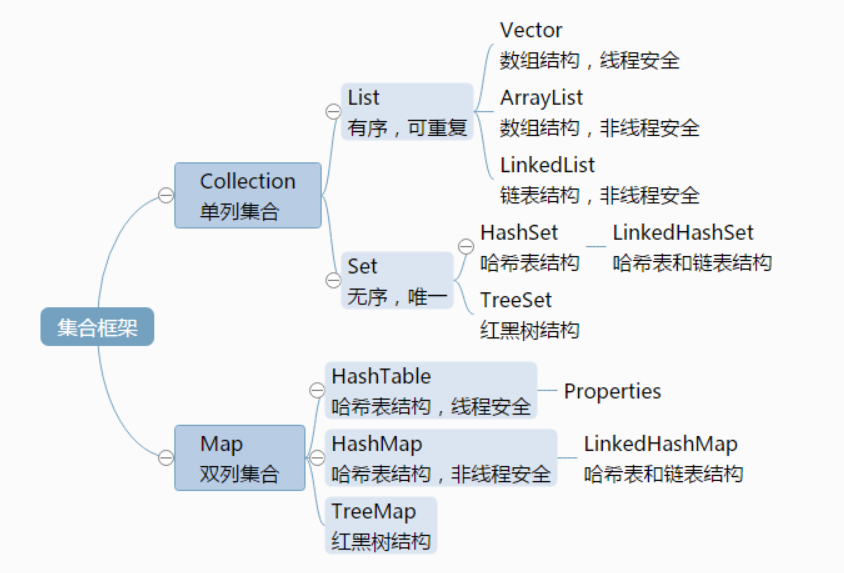 集合框架
Collection
单列集合
List
有序，可重复
Vector
数组结构，线程安全
ArrayList
数组结构，非线程安全
LinkedList
链表结构，非线程安全
Set
无序，唯一
HashSet
哈希表结构
LinkedHashSet
哈希表和链表结构
TreeSet
红黑树结构
Map
双列集合
HashTable
哈希表结构，线程安全
Properties
HashMap
哈希表结构，非线程安全
LinkedHashMap
哈希表和链表结构
TreeMap
红黑树结构